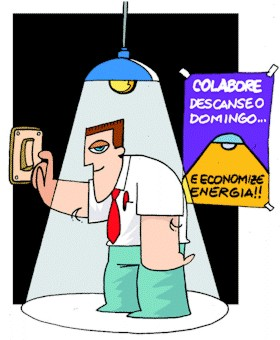 COLABORE
DESCANSE O
DOMINGO...
E ECONOMIZE
ENERGIA!!